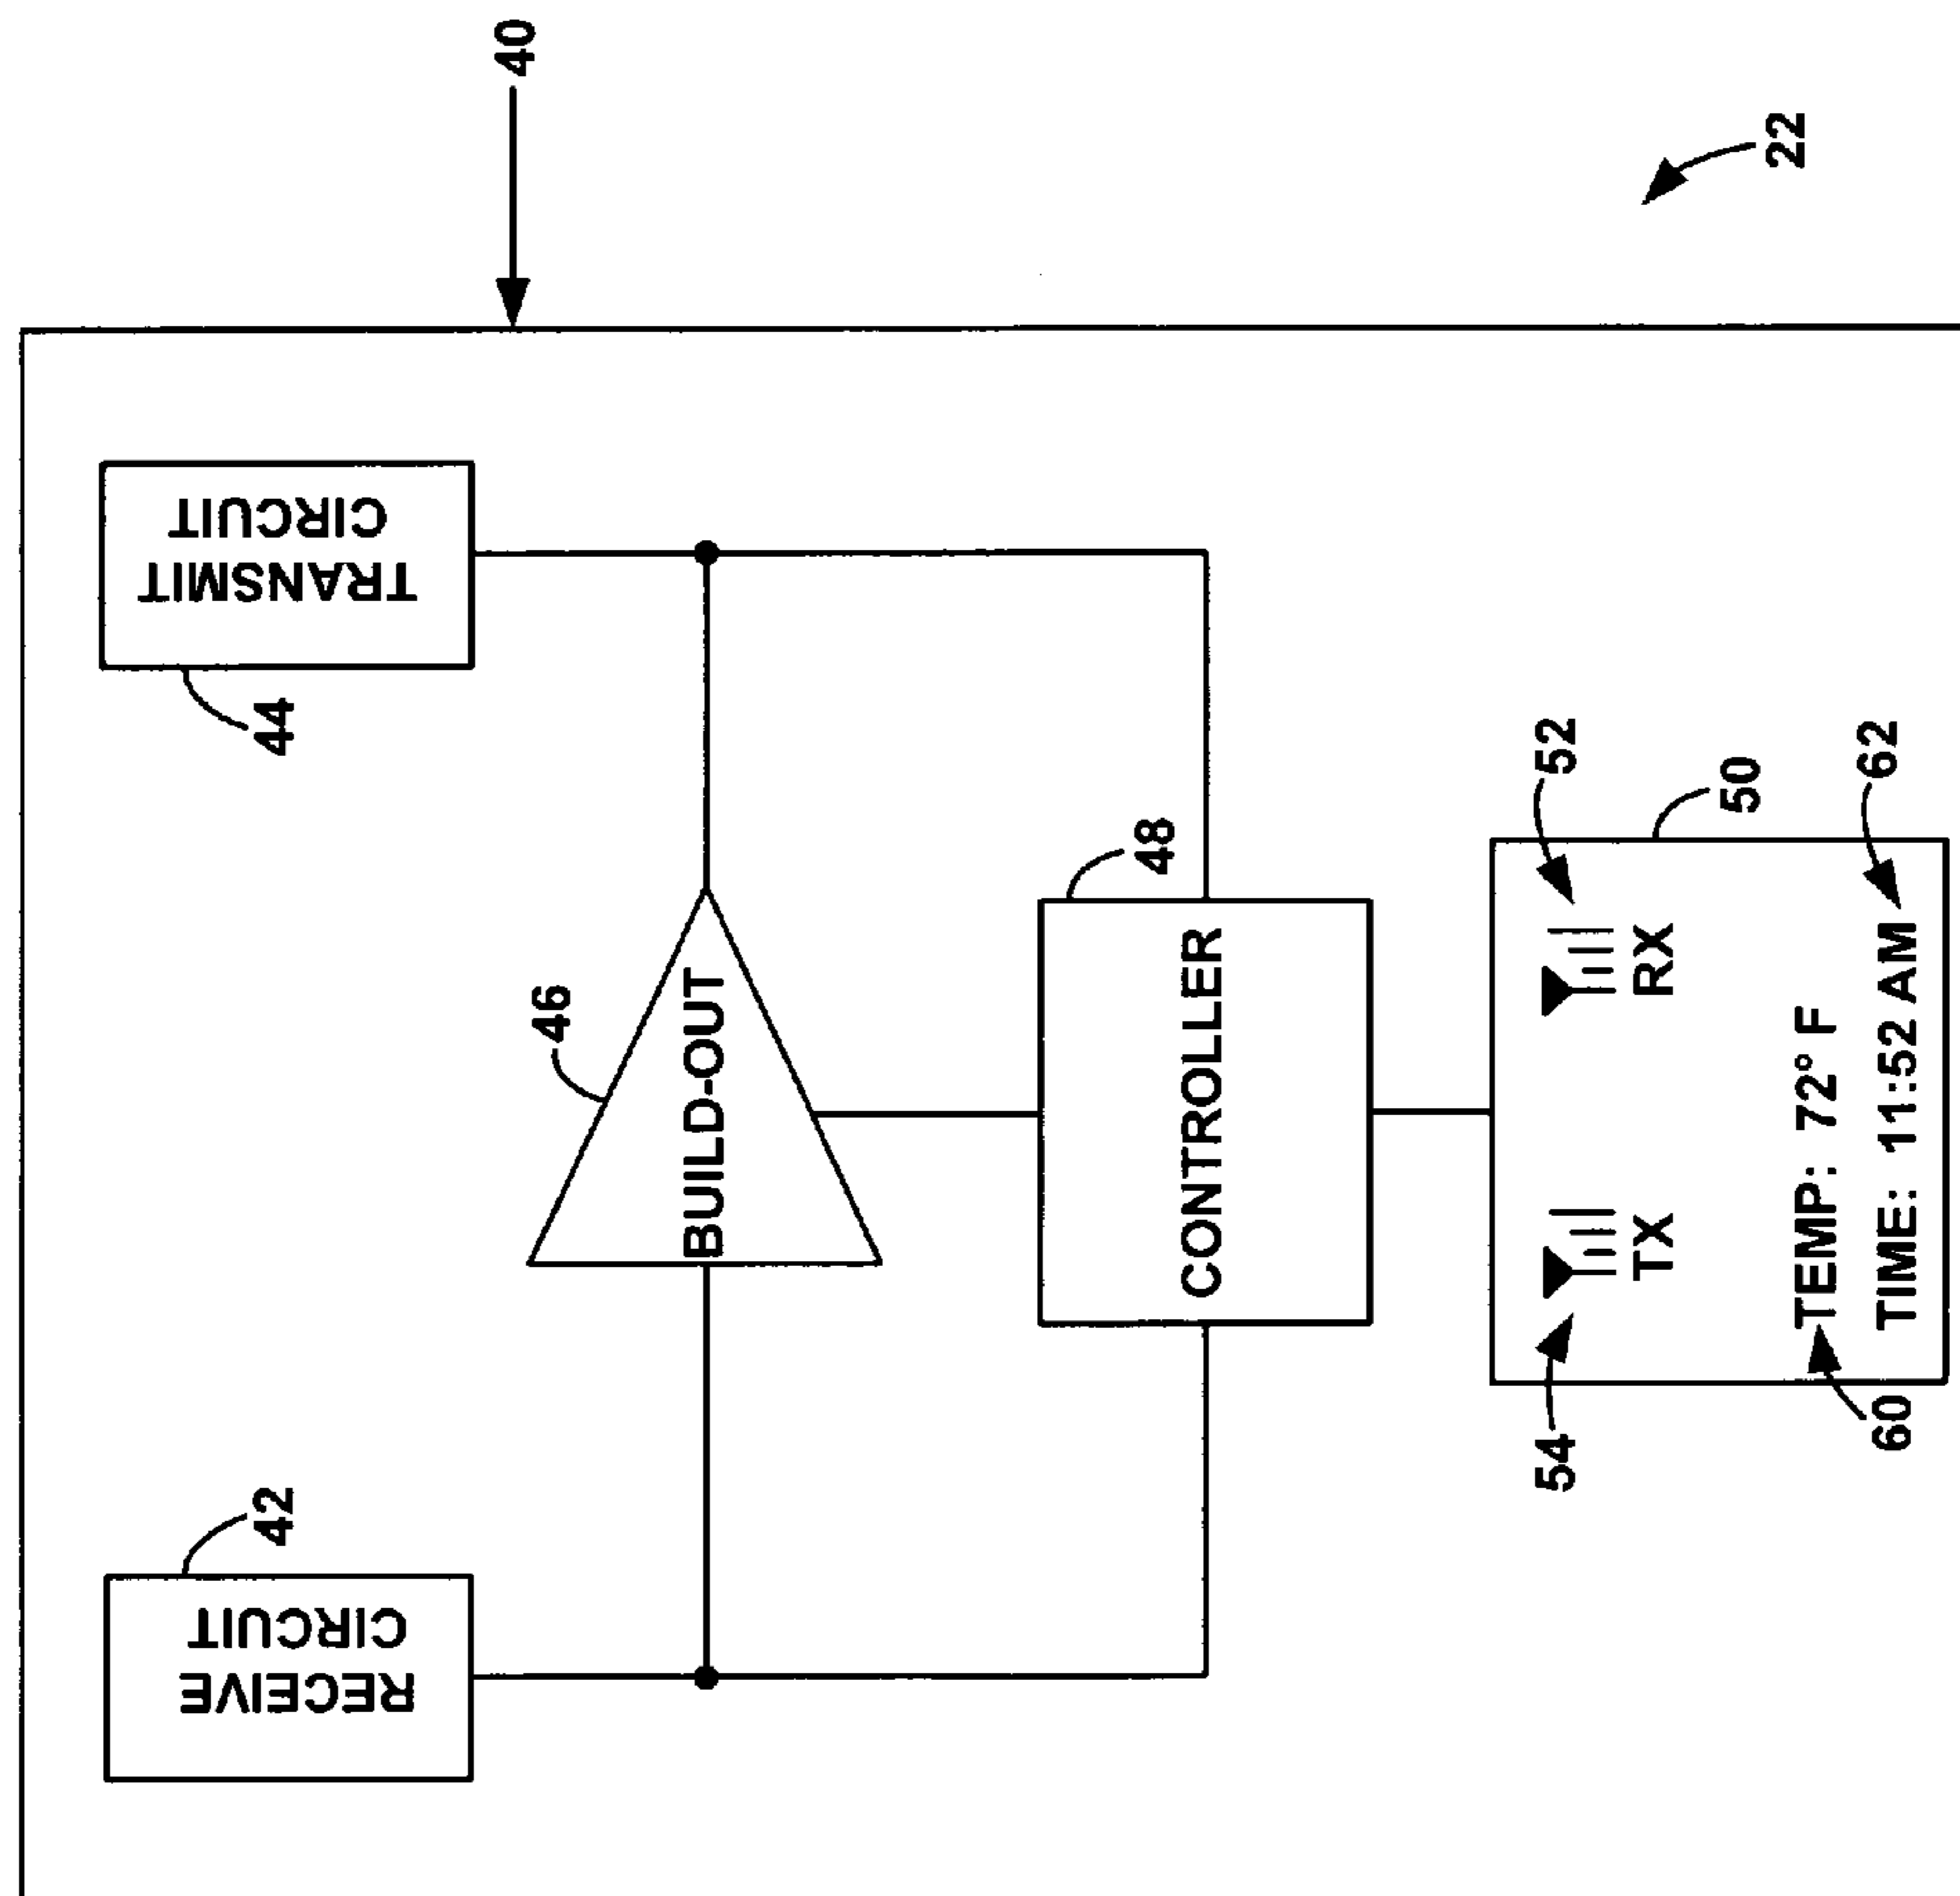 40
22
RECEIVE
CIRCUIT
42
TRANSMIT
CIRCUIT
44
46
BUILD-OUT
48
CONTROLLER
54
52
TX
RX
50
60
TEMP: 72° F
62
TIME: 11:52 AM